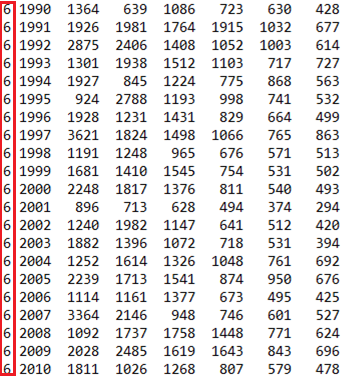 6 1990 1364 639 1086 723 630 428
6 1991 1926 1981 1764 1915 1032 677
6 1992 2875 2406 1408 1052 1003 614
6 1993 1301 1938 1512 1103 717 727
6 1994 1927 845 1224 775 868 563
6 1995 924 2788 1193 998 741 532
6 1996 1928 1231 1431 829 664 499
6 1997 3621 1824 1498 1066 765 863
6 1998 1191 1248 965 676 571 513
6 1999 1681 1410 1545 754 531 502
6 2000 2248 1817 1376 811 540 493
6 2001 896 713 628 494 374 294
6 2002 1240 1982 1147 641 512 420
6 2003 1882 1396 1072 718 531 394
6 2004 1252 1614 1326 1048 761 692
6 2005 2239 1713 1541 874 950 676
6 2006 1114 1161 1377 673 495 425
6 2007 3364 2146 948 746 601 527
6 2008 1092 1737 1758 1448 771 624
6 2009 2028 2485 1619 1643 843 696
6 2010 1811 1026 1268 807 579 478